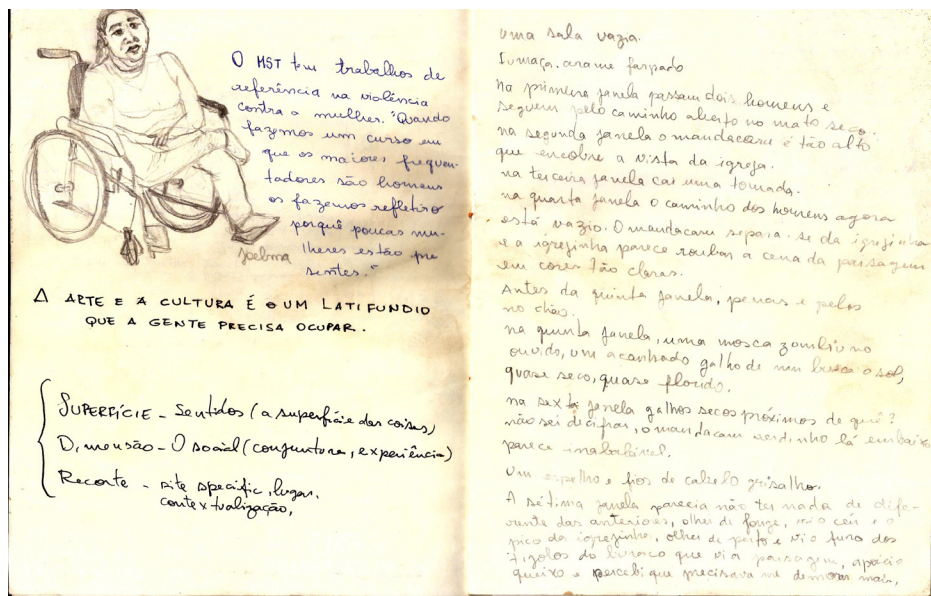 O MST tem trabalhos de
referência na violência
contra a mulher. "Quando
fazemos um curso em
que os maiores frequen-
tadores são homens
os fazemos refletir o
porquê poucas mu-
lheres estão pre
sentes."
Joelma
A ARTE E A CULTURA É O UM LATIFUNDIO
QUE A GENTE PRECISA OCUPAR.
SUPERFÍCIE - Sentidos (a superfície das coisas)
Dimensão - O social (conjuntura, experiência)
Recorte - site specific, lugar,
contextualização,
uma sala vazia.
Fumaça. arame farpado
na primeira janela passam dois homens e
seguem pelo caminho aberto no mato seco.
na segunda janela o mandacaru é tão alto
que encobre a vista da igreja.
na terceira janela cai uma tomada.
na quarta janela o caminho dos homens agora
está vazio. O mandacaru separa-se da igrejinha
e a igrejinha parece roubar a cena da paisagem
em cores tão claras.
Antes da quinta janela, penas e pelos
no chão.
na quinta janela, uma mosca zumbiu no
ouvido, um acanhado galho de mim busca o sol,
quase seco, quase florido.
na sexta janela galhos secos próximos de quê?
não sei decifrar, o mandacaru verdinho lá embaixo
parece inabalável.
Um espelho e fios de cabelo grisalho.
A sétima janela parecia não ter nada de dife-
rente das anteriores, olhei de longe, vi o céu e o
pico da igrejinha, olhei de perto e vi o furo dos
tijolos do buraco que vi a paisagem, apoio o
queixo e percebi que precisava me demorar mais,